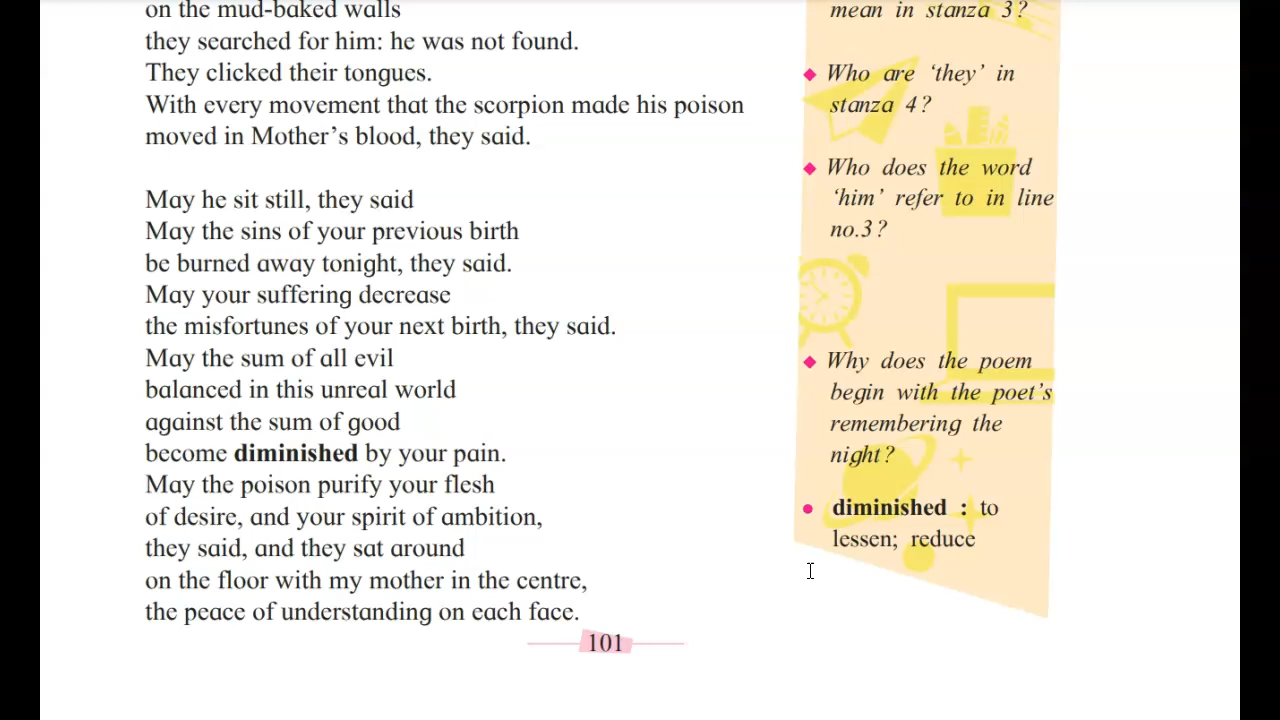 on the mud-baked walls
they searched for him: he was not found.
They clicked their tongues.
With every movement that the scorpion made his poison
moved in Mother’s blood, they said.
May he sit still, they said
May the sins of your previous birth
be burned away tonight, they said.
May your suffering decrease
the misfortunes of your next birth, they said.
May the sum of all evil
balanced in this unreal world
against the sum of good
become diminished by your pain.
May the poison purify your flesh
of desire, and your spirit of ambition,
they said, and they sat around
on the floor with my mother in the centre,
the peace of understanding on each face.
mean in stanza 3?
Who are ‘they’ in
stanza 4?
Who does the word
‘him’ refer to in line
no.3?
Why does the poem
begin with the poet’s
remembering the
night?
diminished : to
lessen; reduce
101